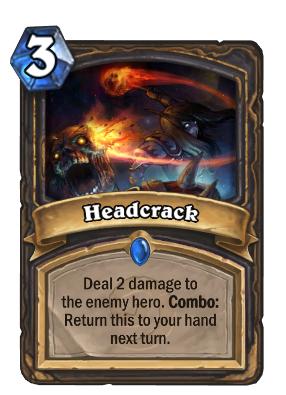 3
Headcrack
Deal 2 damage to
the enemy hero. Combo:
Return this to your hand
next turn.